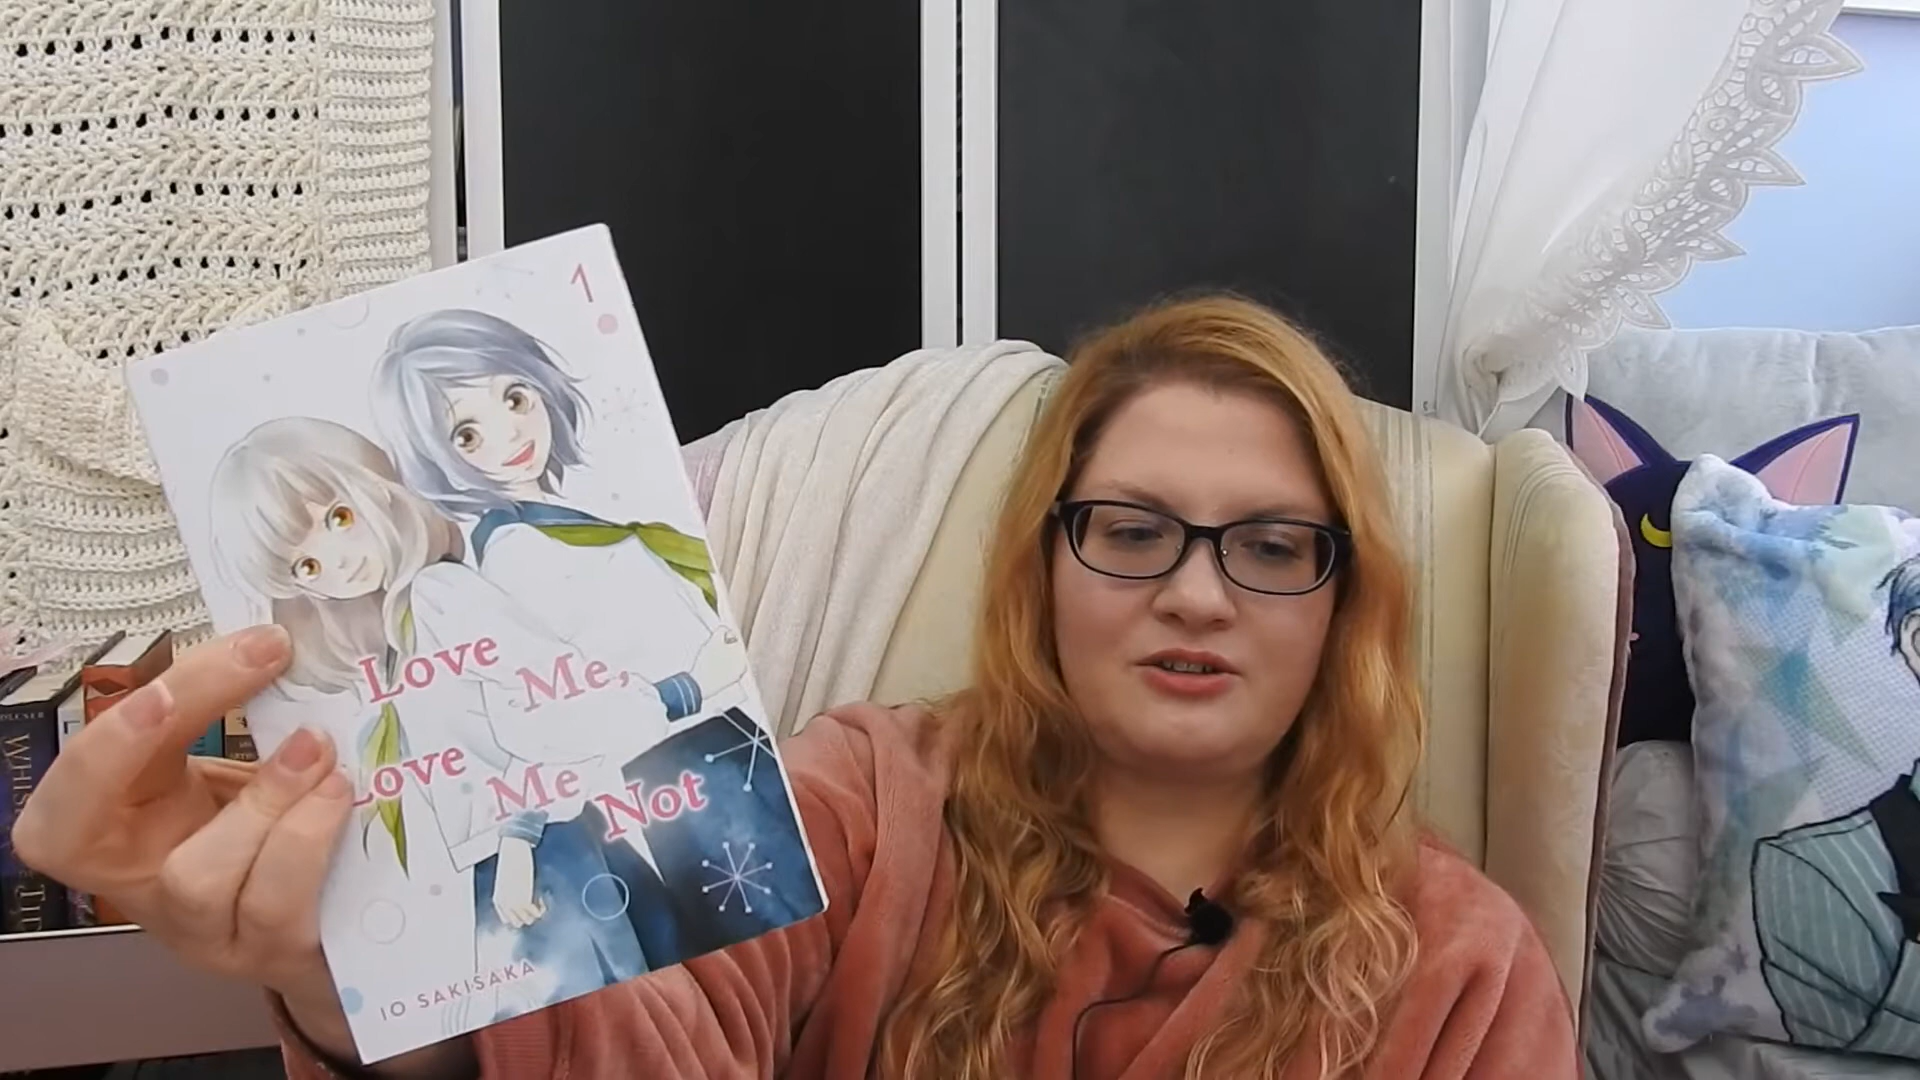 1
Love
Me,
Love
Me
Not
IO SAKISAKA